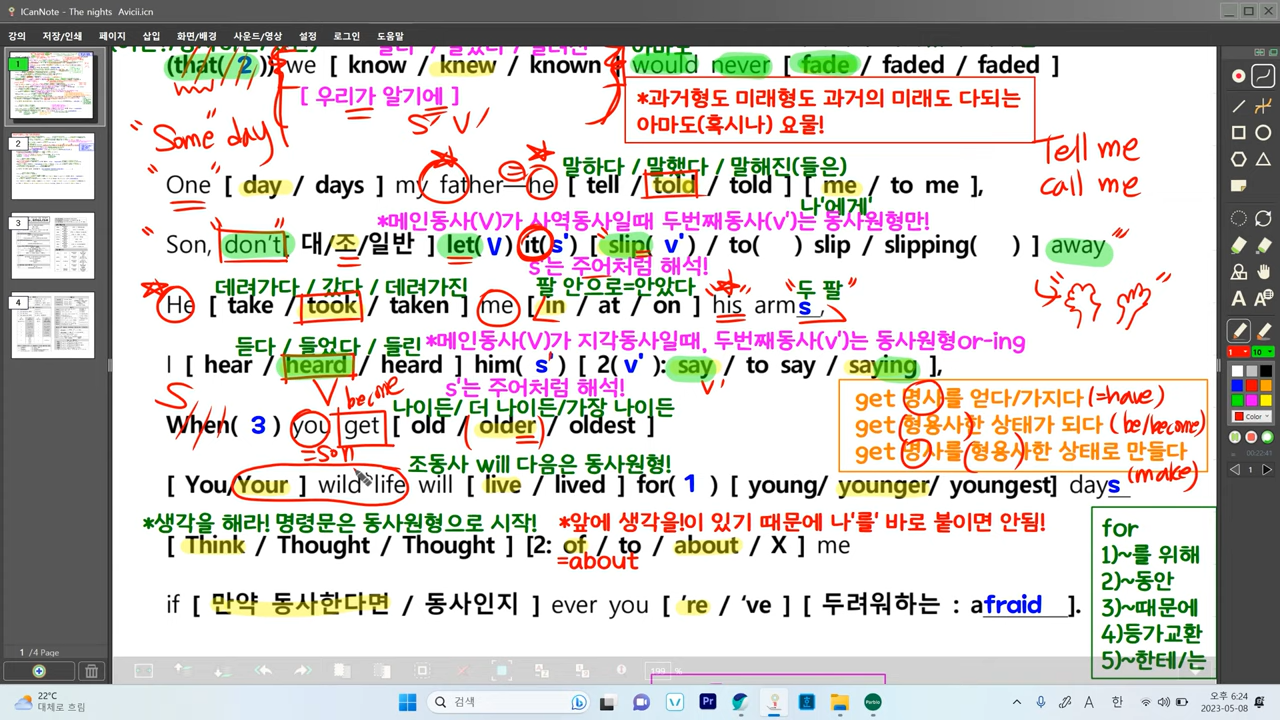 ICanNote - The nights Avicii.icn
강의 저장/인쇄 페이지 삽입 화면/배경 사운드/영상 설정 로그인 도움말
(that( 2 )) we [ know / knew / known would never [ fade / faded / faded ]
[ 우리가 알기에 ]
S' V'
*과거형도 미래형도 과거의 미래도 다되는
아마도(혹시나) 요물!
"Some" day
Tell me
call me
말하다 / 말했다 / 말해진(들은)
"One [ day / days ] my father—he [ tell / told / told ] [ me / to me ],
나'에게'
*메인동사(V)가 사역동사일때 두번째동사(v')는 동사원형만!
"Son, don't[ 대/조/일반 ] let( V ) it( s' ) [ slip( v' ) / to( ) slip / slipping( ) ] away"
s'는 주어처럼 해석!
데려가다 / 갔다 / 데려가진 팔 안으로=안았다 "두 팔"
He [ take / took / taken ] me [ in / at / on ] his arms,
듣다 / 들었다 / 들린 *메인동사(V)가 지각동사일때, 두번째동사(v')는 동사원형or-ing
I [ hear / heard / heard ] him( s' ) [ 2( v' ): say / to say / saying ],
S V s'는 주어처럼 해석! v'
become 나이든/ 더 나이든/가장 나이든
When( 3 ) you get [ old / older / oldest ]
=son
get 명사를 얻다/가지다 (=have)
get 형용사한 상태가 되다 (be/become)
get 명사를 형용사한 상태로 만들다
(make)
조동사 will 다음은 동사원형!
[ You/Your ] wild life will [ live / lived ] for( 1 ) [ young/ younger/ youngest] days
*생각을 해라! 명령문은 동사원형으로 시작! *앞에 생각을!이 있기 때문에 나'를' 바로 붙이면 안됨!
[ Think / Thought / Thought ] [2: of / to / about / X ] me
=about
if [ 만약 동사한다면 / 동사인지 ] ever you [ 're / 've ] [ 두려워하는 : afraid ].
for
1)~를 위해
2)~동안
3)~때문에
4)등가교환
5)~한테/는
1
2
3
4
1 10
Color
00:22:41
1
1 /4 Page
199 %
22°C
대체로 흐림
검색
한
오후 6:24
2023-05-08